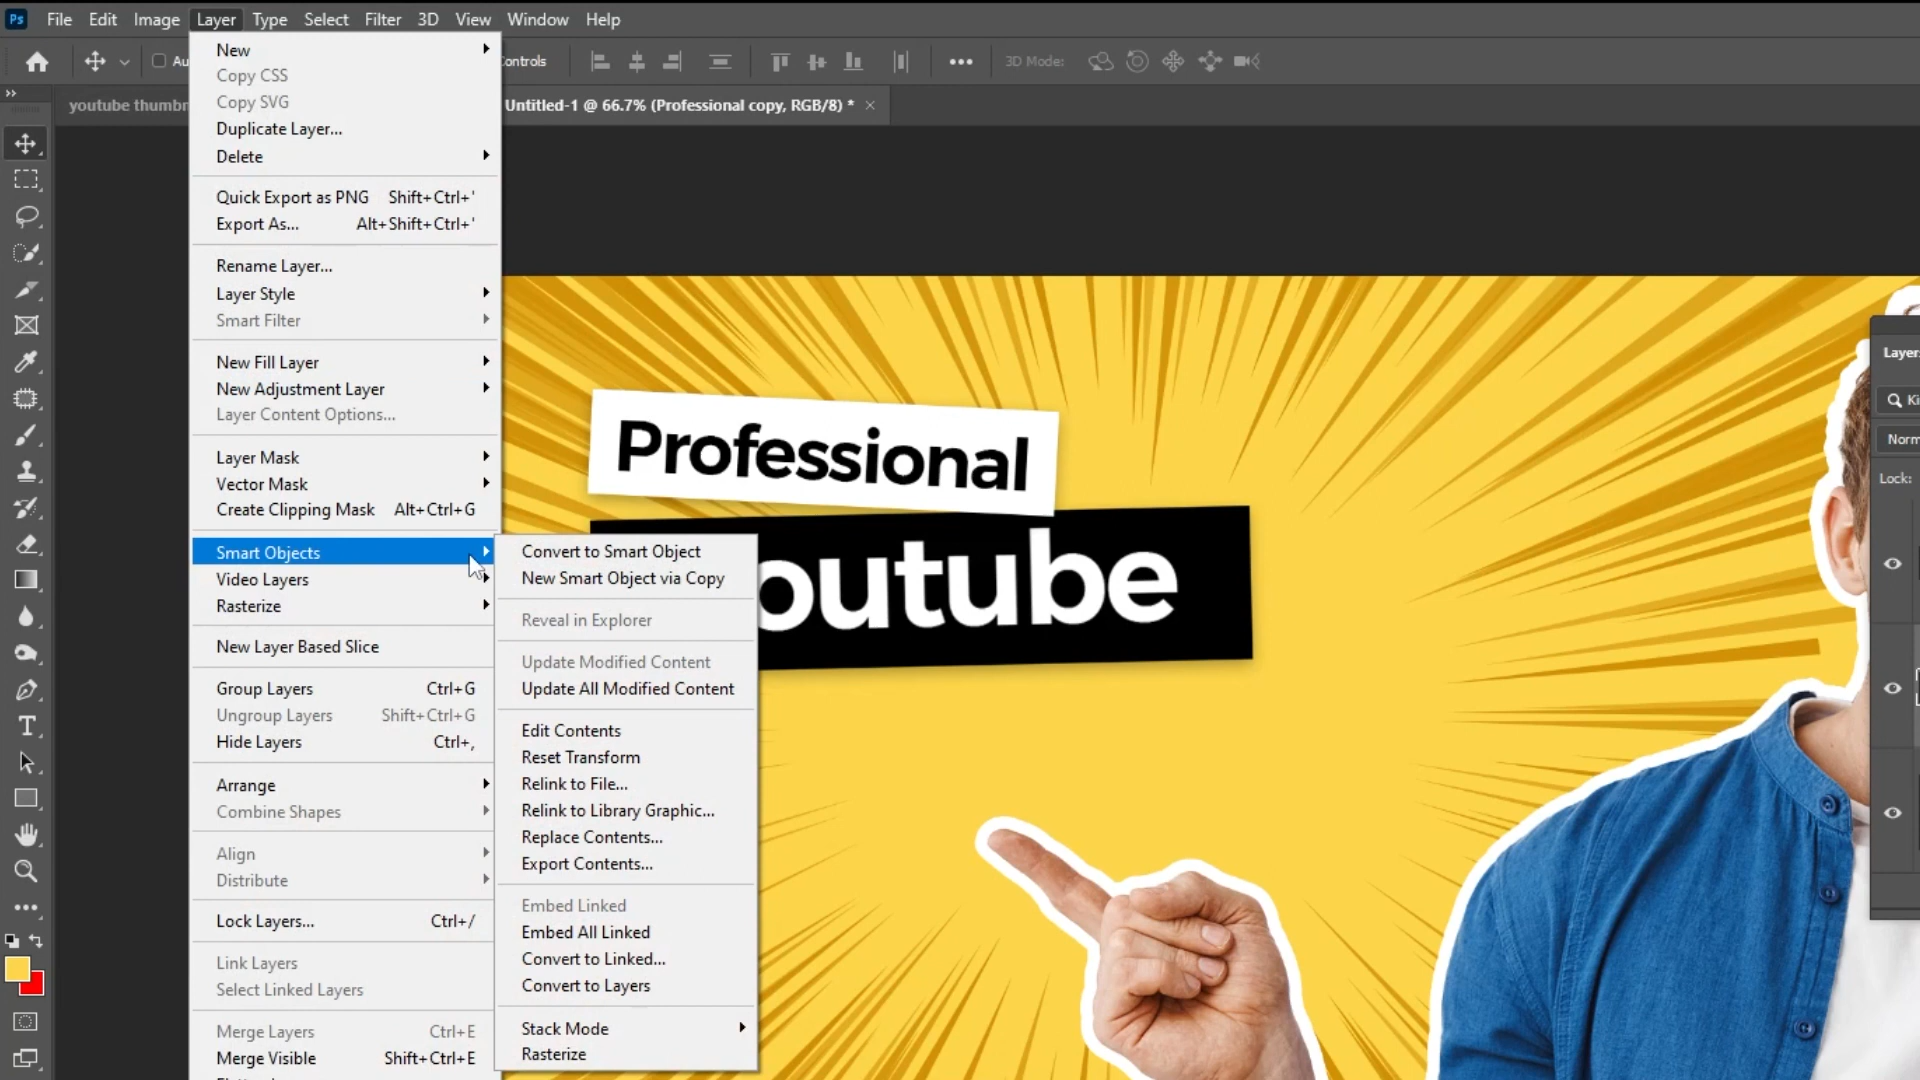 Ps File Edit Image Layer Type Select Filter 3D View Window Help
Au
Controls
3D Mode:
youtube thumbn
Untitled-1 @ 66.7% (Professional copy, RGB/8) *
New
Copy CSS
Copy SVG
Duplicate Layer...
Delete
Quick Export as PNG Shift+Ctrl+'
Export As... Alt+Shift+Ctrl+'
Rename Layer...
Layer Style
Smart Filter
New Fill Layer
New Adjustment Layer
Layer Content Options...
Layer Mask
Vector Mask
Create Clipping Mask Alt+Ctrl+G
Smart Objects
Video Layers
Rasterize
New Layer Based Slice
Group Layers Ctrl+G
Ungroup Layers Shift+Ctrl+G
Hide Layers Ctrl+,
Arrange
Combine Shapes
Align
Distribute
Lock Layers... Ctrl+/
Link Layers
Select Linked Layers
Merge Layers Ctrl+E
Merge Visible Shift+Ctrl+E
Convert to Smart Object
New Smart Object via Copy
Reveal in Explorer
Update Modified Content
Update All Modified Content
Edit Contents
Reset Transform
Relink to File...
Relink to Library Graphic...
Replace Contents...
Export Contents...
Embed Linked
Embed All Linked
Convert to Linked...
Convert to Layers
Stack Mode
Rasterize
Professional
outube
Layer
Ki
Norm
Lock: